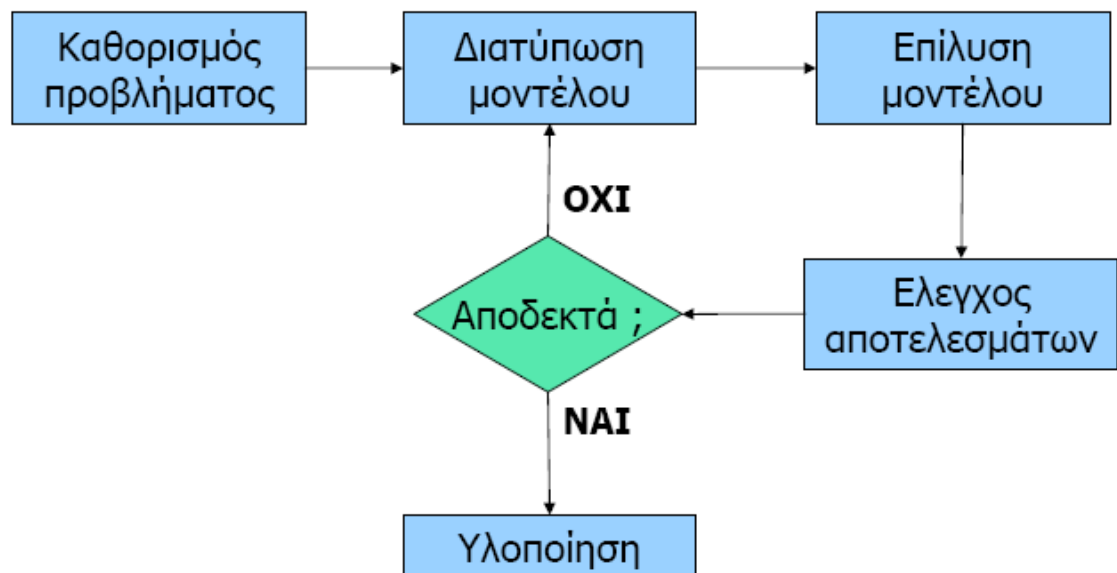 Καθορισμός
προβλήματος
Διατύπωση
μοντέλου
Επίλυση
μοντέλου
ΟΧΙ
Αποδεκτά ;
Ελεγχος
αποτελεσμάτων
ΝΑΙ
Υλοποίηση